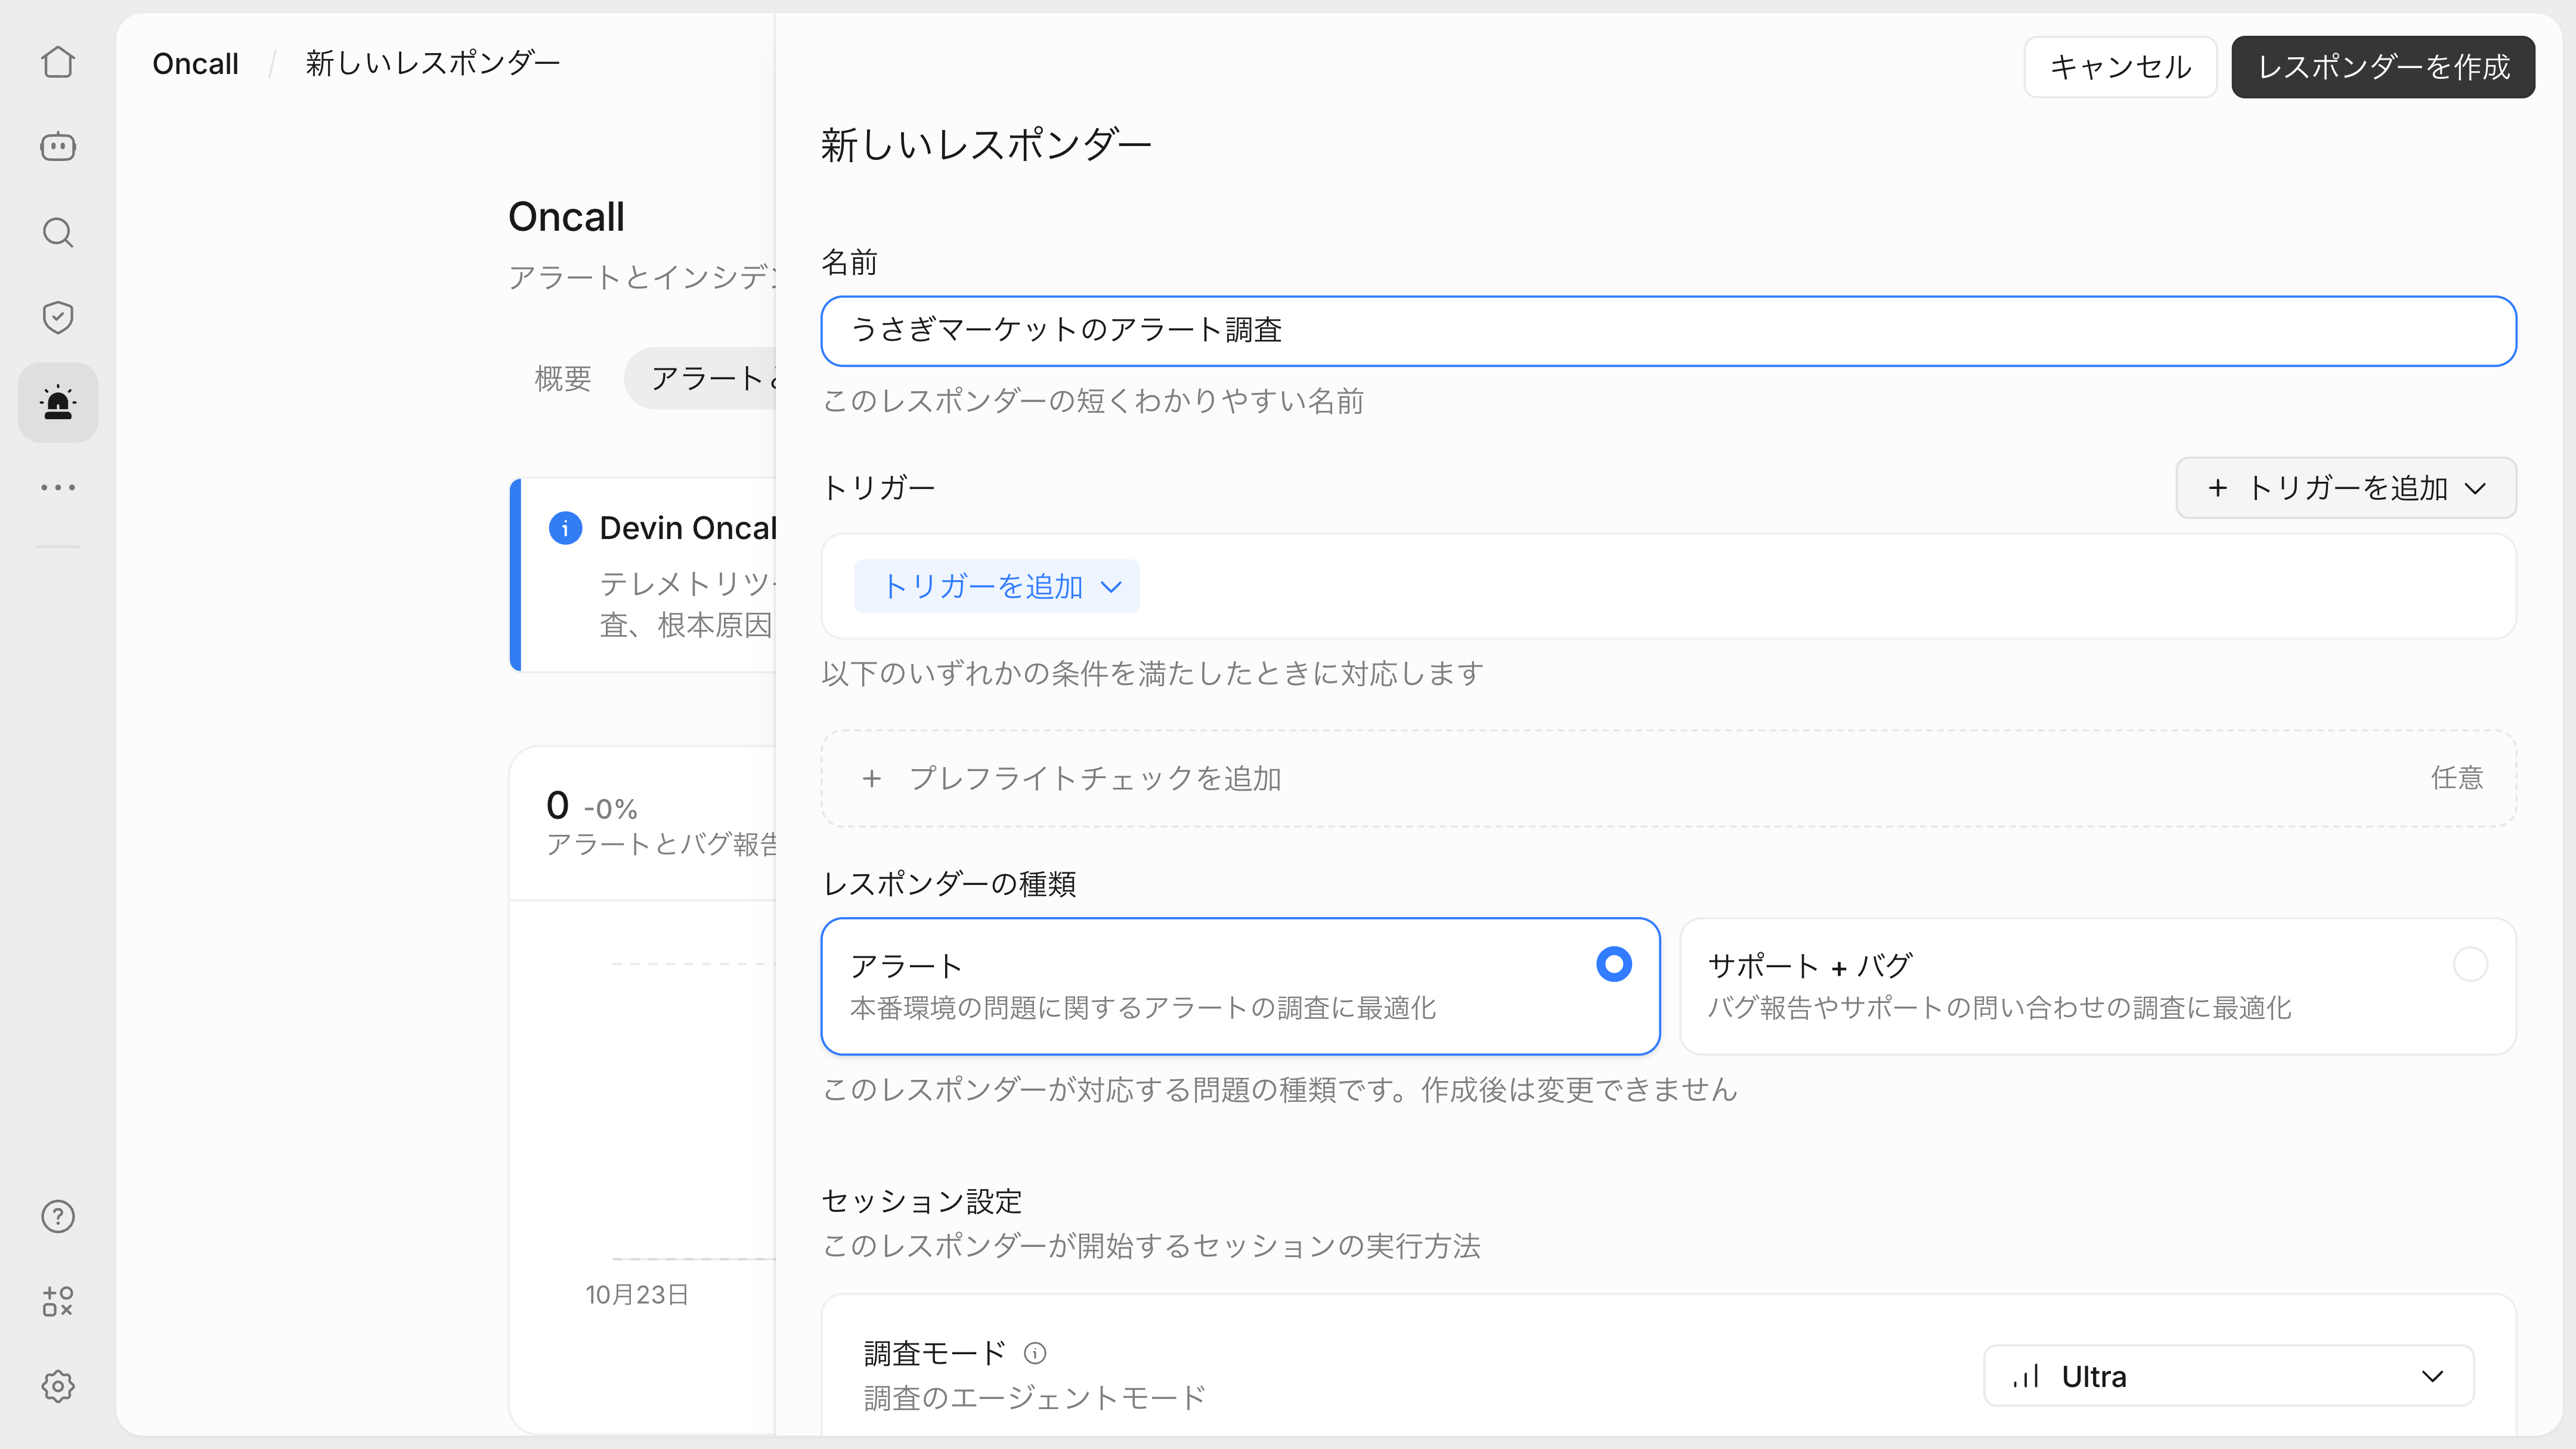 Oncall / 新しいレスポンダー
キャンセル
レスポンダーを作成
Oncall
アラートとインシデン
概要
アラートと
Devin Oncal
テレメトリツー
査、根本原因
0 -0%
アラートとバグ報告
10月23日
新しいレスポンダー
名前
うさぎマーケットのアラート調査
このレスポンダーの短くわかりやすい名前
トリガー
+ トリガーを追加
トリガーを追加
以下のいずれかの条件を満たしたときに対応します
+ プレフライトチェックを追加
任意
レスポンダーの種類
アラート
本番環境の問題に関するアラートの調査に最適化
サポート + バグ
バグ報告やサポートの問い合わせの調査に最適化
このレスポンダーが対応する問題の種類です。作成後は変更できません
セッション設定
このレスポンダーが開始するセッションの実行方法
調査モード
調査のエージェントモード
Ultra